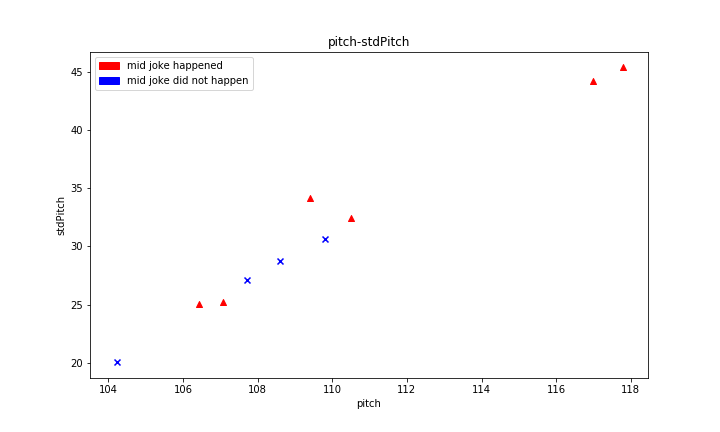 pitch-stdPitch
mid joke happened
mid joke did not happen
45
40
35
30
25
20
stdPitch
104 106 108 110 112 114 116 118
pitch